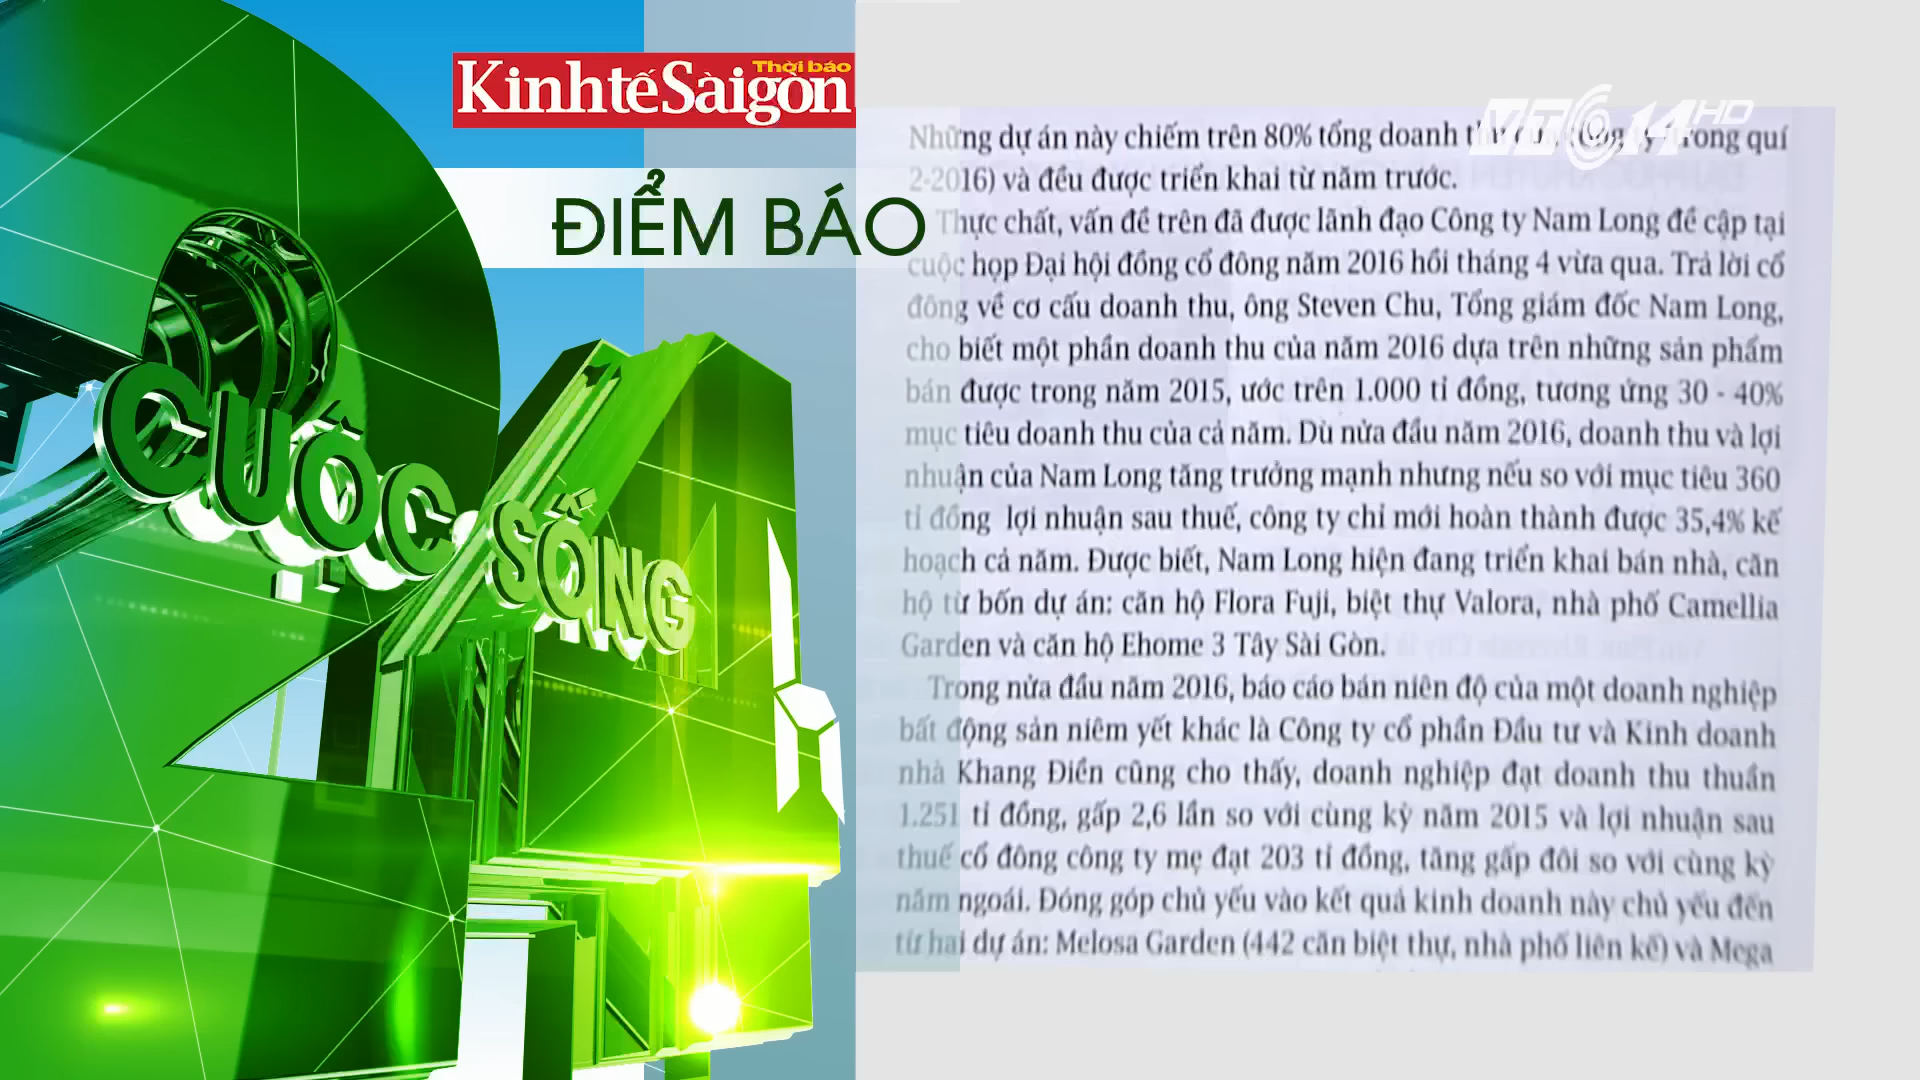 Thời báo
Kinh tế Sài gòn
ĐIỂM BÁO
CUỘC SỐNG
24h
VTC14 HD
Những dự án này chiếm trên 80% tổng doanh thu của công ty trong quí
2-2016) và đều được triển khai từ năm trước.
Thực chất, vấn đề trên đã được lãnh đạo Công ty Nam Long đề cập tại
cuộc họp Đại hội đồng cổ đông năm 2016 hồi tháng 4 vừa qua. Trả lời cổ
đông về cơ cấu doanh thu, ông Steven Chu, Tổng giám đốc Nam Long,
cho biết một phần doanh thu của năm 2016 dựa trên những sản phẩm
bán được trong năm 2015, ước trên 1.000 tỉ đồng, tương ứng 30 - 40%
mục tiêu doanh thu của cả năm. Dù nửa đầu năm 2016, doanh thu và lợi
nhuận của Nam Long tăng trưởng mạnh nhưng nếu so với mục tiêu 360
tỉ đồng lợi nhuận sau thuế, công ty chỉ mới hoàn thành được 35,4% kế
hoạch cả năm. Được biết, Nam Long hiện đang triển khai bán nhà, căn
hộ từ bốn dự án: căn hộ Flora Fuji, biệt thự Valora, nhà phố Camellia
Garden và căn hộ Ehome 3 Tây Sài Gòn.
Trong nửa đầu năm 2016, báo cáo bán niên độ của một doanh nghiệp
bất động sản niêm yết khác là Công ty cổ phần Đầu tư và Kinh doanh
nhà Khang Điền cũng cho thấy, doanh nghiệp đạt doanh thu thuần
1.251 tỉ đồng, gấp 2,6 lần so với cùng kỳ năm 2015 và lợi nhuận sau
thuế cổ đông công ty mẹ đạt 203 tỉ đồng, tăng gấp đôi so với cùng kỳ
năm ngoái. Đóng góp chủ yếu vào kết quả kinh doanh này chủ yếu đến
từ hai dự án: Melosa Garden (442 căn biệt thự, nhà phố liên kế) và Mega